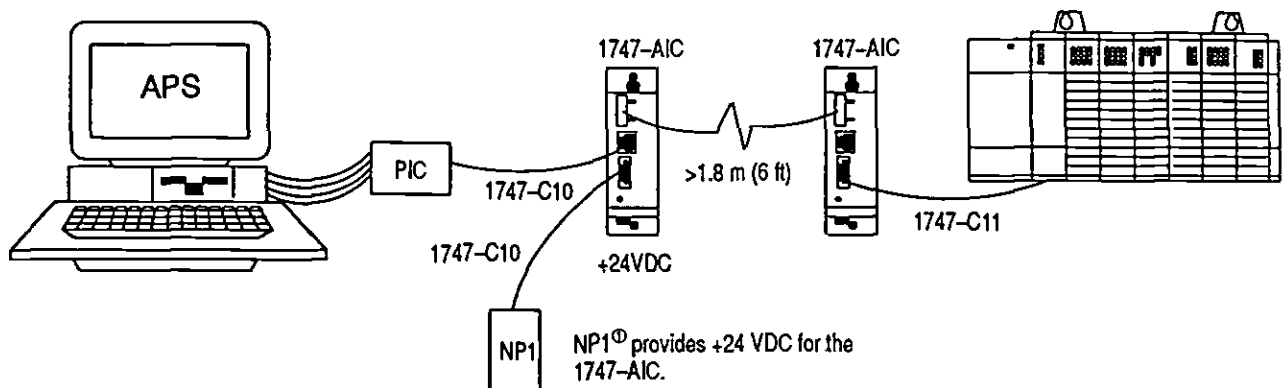 APS
PIC
1747–C10
1747–AIC
>1.8 m (6 ft)
1747–AIC
1747–C11
1747–C10
+24VDC
NP1
NP1① provides +24 VDC for the
1747–AIC.